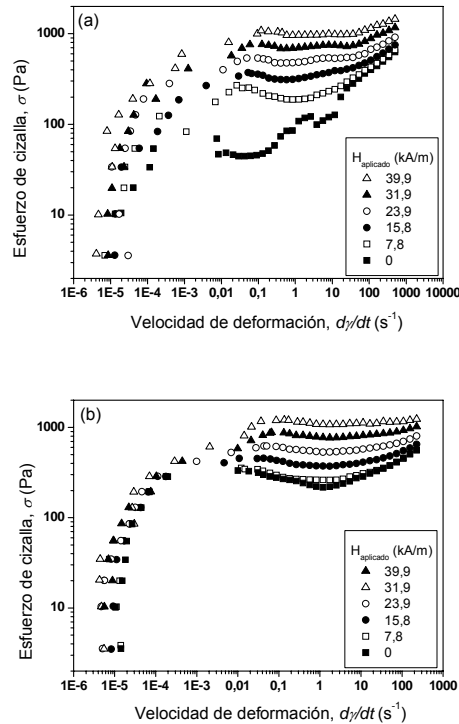 (a)
1000
100
10
Esfuerzo de cizalla, σ (Pa)
H aplicado (kA/m)
39,9
31,9
23,9
15,8
7,8
0
1E-6 1E-5 1E-4 1E-3 0,01 0,1 1 10 100 1000 10000
Velocidad de deformación, dγ/dt (s⁻¹)
(b)
1000
100
10
Esfuerzo de cizalla, σ (Pa)
H aplicado (kA/m)
39,9
31,9
23,9
15,8
7,8
0
1E-6 1E-5 1E-4 1E-3 0,01 0,1 1 10 100 1000
Velocidad de deformación, dγ/dt (s⁻¹)